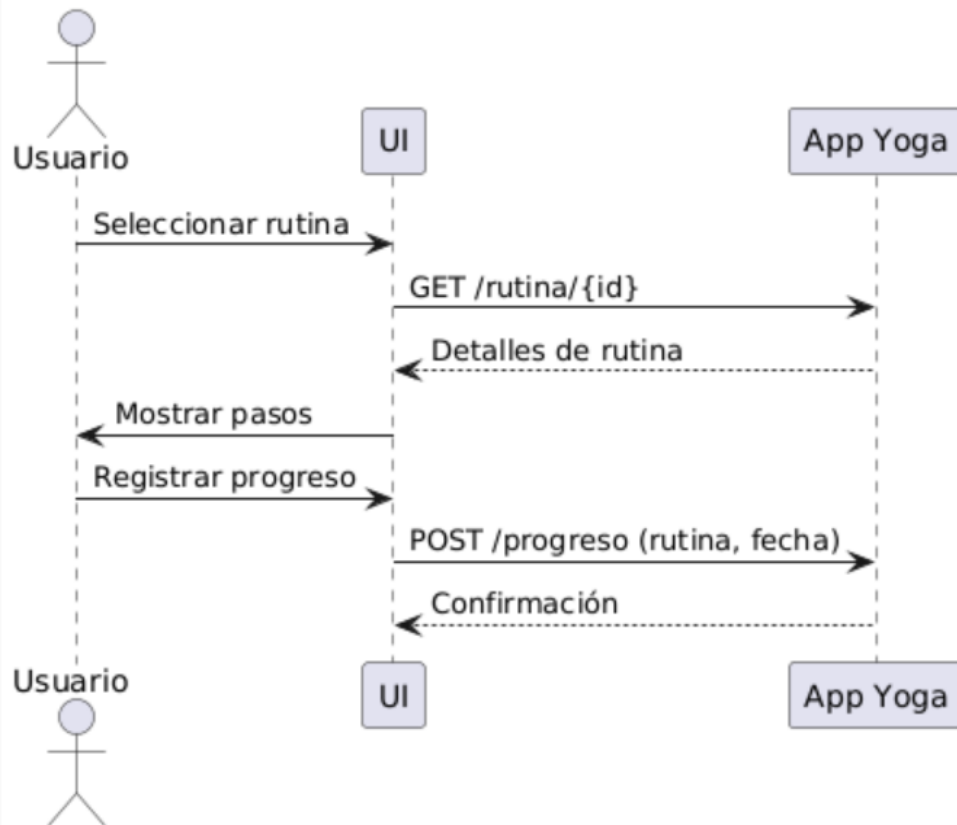 Usuario
UI
App Yoga
Seleccionar rutina
GET /rutina/{id}
Detalles de rutina
Mostrar pasos
Registrar progreso
POST /progreso (rutina, fecha)
Confirmación
Usuario
UI
App Yoga